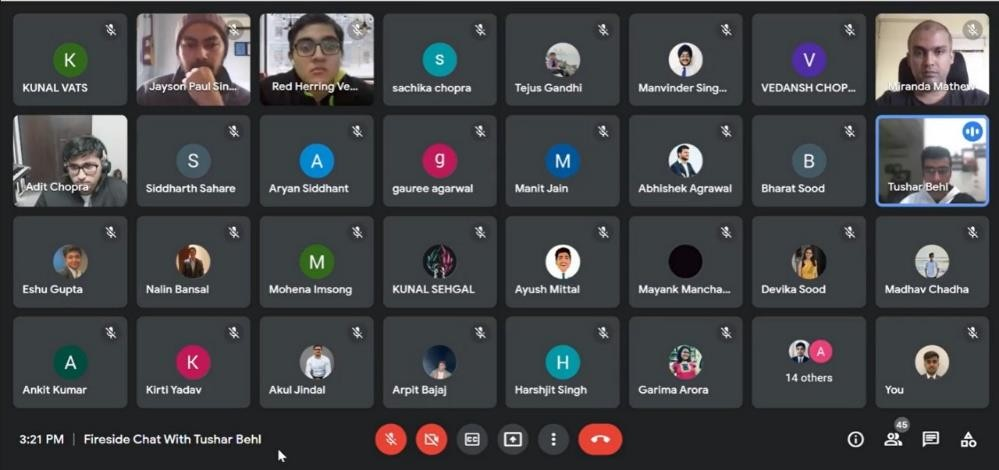 K
KUNAL VATS
Jayson Paul Sin...
Red Herring Ve...
s
sachika chopra
Tejus Gandhi
Manvinder Sing...
V
VEDANSH CHOP...
Miranda Mathew
Adit Chopra
S
Siddharth Sahare
A
Aryan Siddhant
g
gauree agarwal
M
Manit Jain
Abhishek Agrawal
B
Bharat Sood
Tushar Behl
Eshu Gupta
Nalin Bansal
M
Mohena Imsong
KUNAL SEHGAL
Ayush Mittal
Mayank Mancha...
Devika Sood
Madhav Chadha
A
Ankit Kumar
K
Kirti Yadav
Akul Jindal
Arpit Bajaj
H
Harshjit Singh
Garima Arora
A
14 others
You
3:21 PM | Fireside Chat With Tushar Behl
CC
45